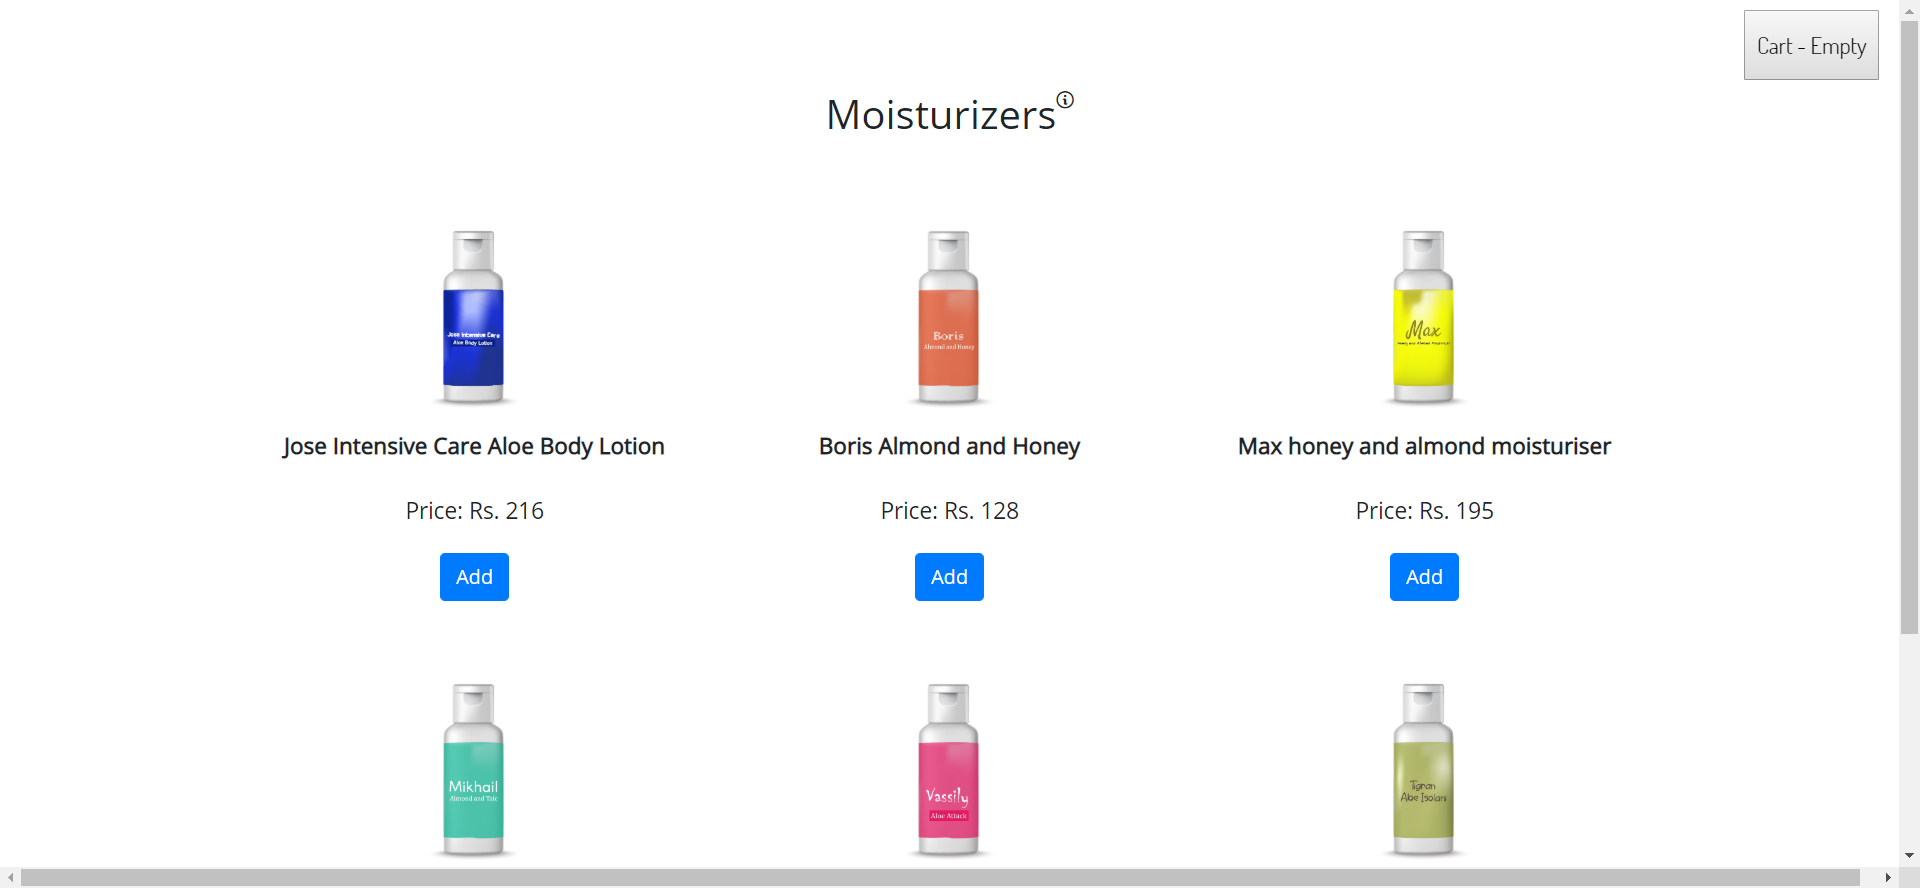 Cart - Empty
Moisturizers
Jose Intensive Care
Aloe Body Lotion
Boris
Almond and Honey
Max
Jose Intensive Care Aloe Body Lotion
Boris Almond and Honey
Max honey and almond moisturiser
Price: Rs. 216
Price: Rs. 128
Price: Rs. 195
Add
Add
Add
Mikhail
Almond and Talc
Vassily
Aloe Attack
Tigran
Aloe Isolani